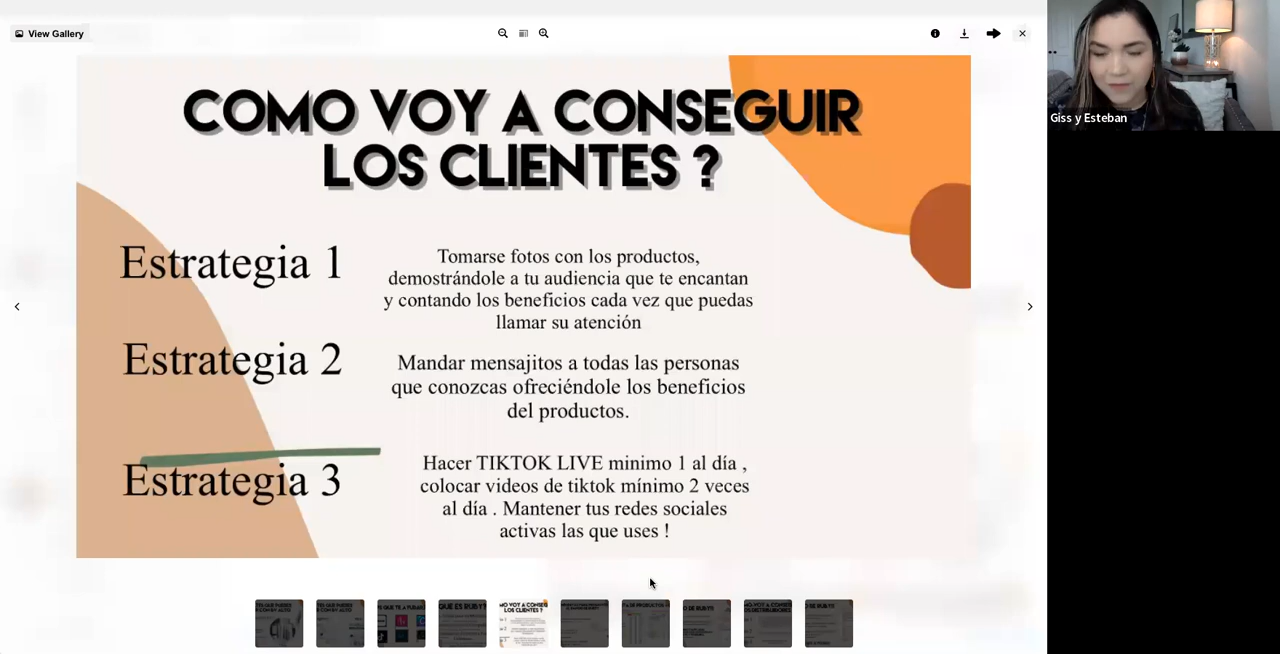 View Gallery
COMO VOY A CONSEGUIR
LOS CLIENTES ?
Estrategia 1
Tomarse fotos con los productos,
demostrándole a tu audiencia que te encantan
y contando los beneficios cada vez que puedas
llamar su atención
Estrategia 2
Mandar mensajitos a todas las personas
que conozcas ofreciéndole los beneficios
del productos.
Estrategia 3
Hacer TIKTOK LIVE minimo 1 al día ,
colocar videos de tiktok mínimo 2 veces
al día . Mantener tus redes sociales
activas las que uses !
Giss y Esteban